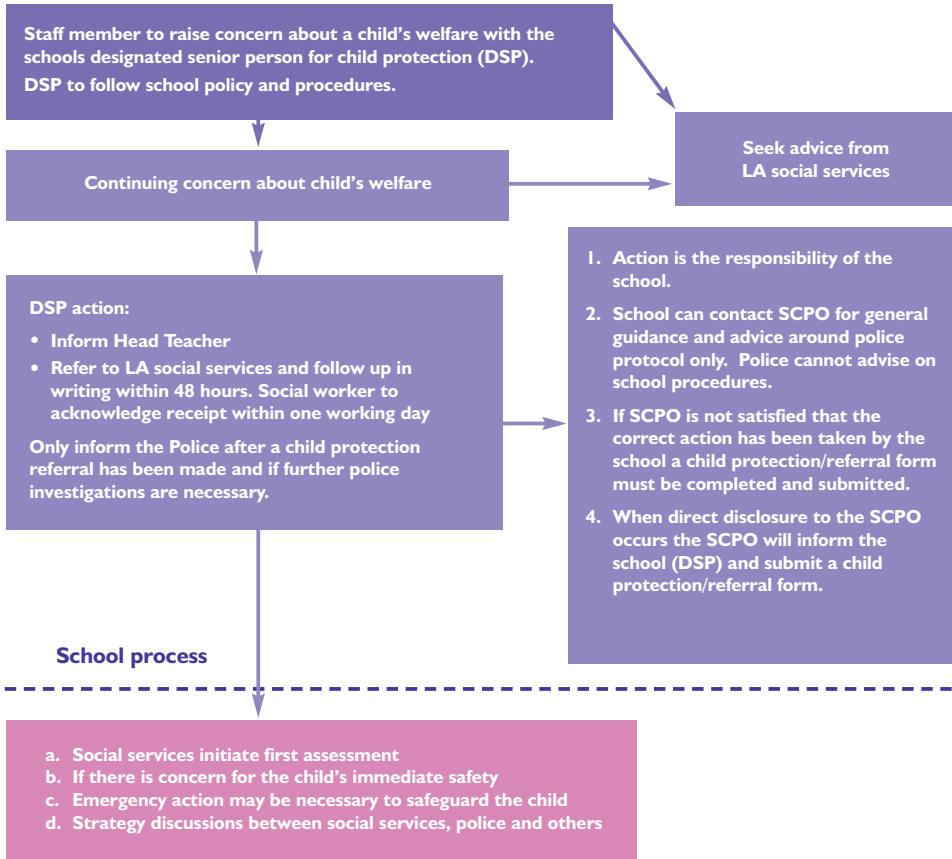 Staff member to raise concern about a child's welfare with the
schools designated senior person for child protection (DSP).
DSP to follow school policy and procedures.
Seek advice from
LA social services
Continuing concern about child's welfare
DSP action:
• Inform Head Teacher
• Refer to LA social services and follow up in
writing within 48 hours. Social worker to
acknowledge receipt within one working day
Only inform the Police after a child protection
referral has been made and if further police
investigations are necessary.
1. Action is the responsibility of the
school.
2. School can contact SCPO for general
guidance and advice around police
protocol only. Police cannot advise on
school procedures.
3. If SCPO is not satisfied that the
correct action has been taken by the
school a child protection/referral form
must be completed and submitted.
4. When direct disclosure to the SCPO
occurs the SCPO will inform the
school (DSP) and submit a child
protection/referral form.
School process
a. Social services initiate first assessment
b. If there is concern for the child's immediate safety
c. Emergency action may be necessary to safeguard the child
d. Strategy discussions between social services, police and others